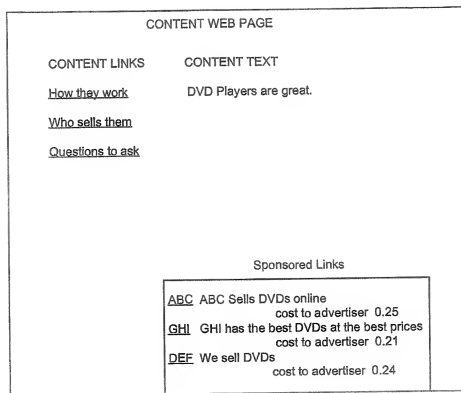 CONTENT WEB PAGE
CONTENT LINKS
CONTENT TEXT
How they work
DVD Players are great.
Who sells them
Questions to ask
Sponsored Links
ABC ABC Sells DVDs online
cost to advertiser 0.25
GHI GHI has the best DVDs at the best prices
cost to advertiser 0.21
DEF We sell DVDs
cost to advertiser 0.24